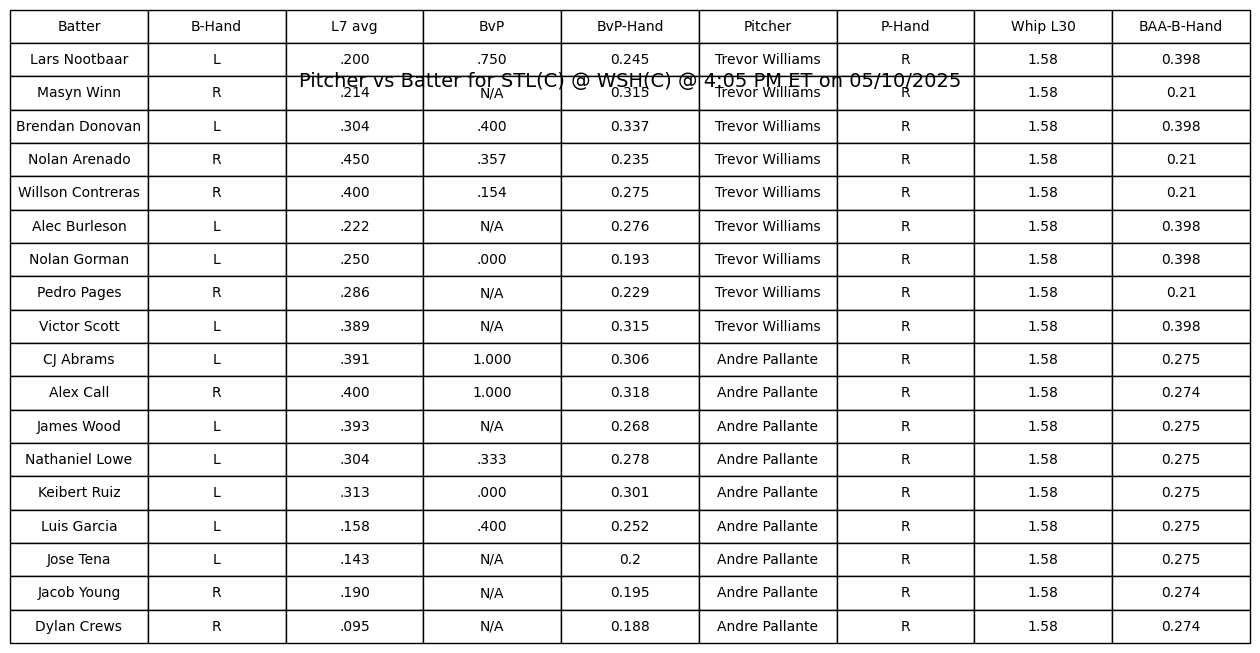 Batter B-Hand L7 avg BvP BvP-Hand Pitcher P-Hand Whip L30 BAA-B-Hand
Lars Nootbaar L .200 .750 0.245 Trevor Williams R 1.58 0.398
Pitcher vs Batter for STL(C) @ WSH(C) @ 4:05 PM ET on 05/10/2025
Masyn Winn R .214 N/A 0.315 Trevor Williams R 1.58 0.21
Brendan Donovan L .304 .400 0.337 Trevor Williams R 1.58 0.398
Nolan Arenado R .450 .357 0.235 Trevor Williams R 1.58 0.21
Willson Contreras R .400 .154 0.275 Trevor Williams R 1.58 0.21
Alec Burleson L .222 N/A 0.276 Trevor Williams R 1.58 0.398
Nolan Gorman L .250 .000 0.193 Trevor Williams R 1.58 0.398
Pedro Pages R .286 N/A 0.229 Trevor Williams R 1.58 0.21
Victor Scott L .389 N/A 0.315 Trevor Williams R 1.58 0.398
CJ Abrams L .391 1.000 0.306 Andre Pallante R 1.58 0.275
Alex Call R .400 1.000 0.318 Andre Pallante R 1.58 0.274
James Wood L .393 N/A 0.268 Andre Pallante R 1.58 0.275
Nathaniel Lowe L .304 .333 0.278 Andre Pallante R 1.58 0.275
Keibert Ruiz L .313 .000 0.301 Andre Pallante R 1.58 0.275
Luis Garcia L .158 .400 0.252 Andre Pallante R 1.58 0.275
Jose Tena L .143 N/A 0.2 Andre Pallante R 1.58 0.275
Jacob Young R .190 N/A 0.195 Andre Pallante R 1.58 0.274
Dylan Crews R .095 N/A 0.188 Andre Pallante R 1.58 0.274